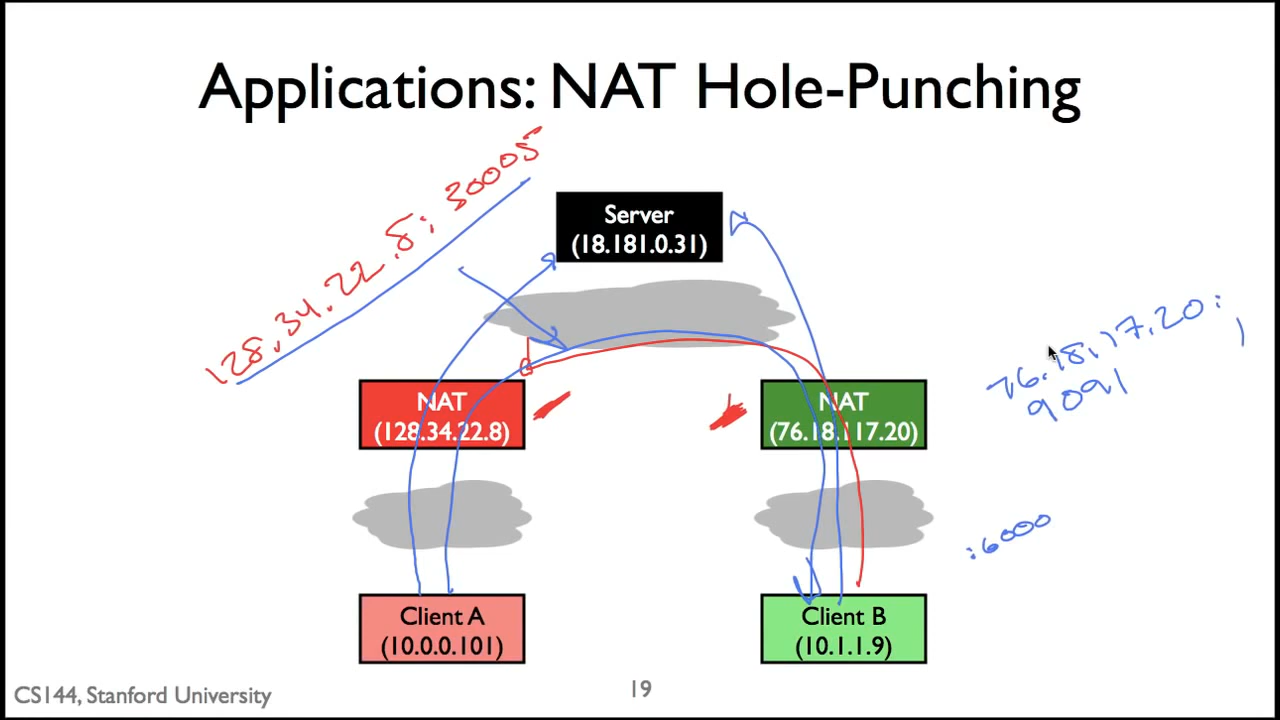 Applications: NAT Hole-Punching
128.34.22.8: 30005
Server
(18.181.0.31)
76.18.117.20:
9091
NAT
(128.34.22.8)
NAT
(76.18.117.20)
:6000
Client A
(10.0.0.101)
Client B
(10.1.1.9)
CS144, Stanford University
19